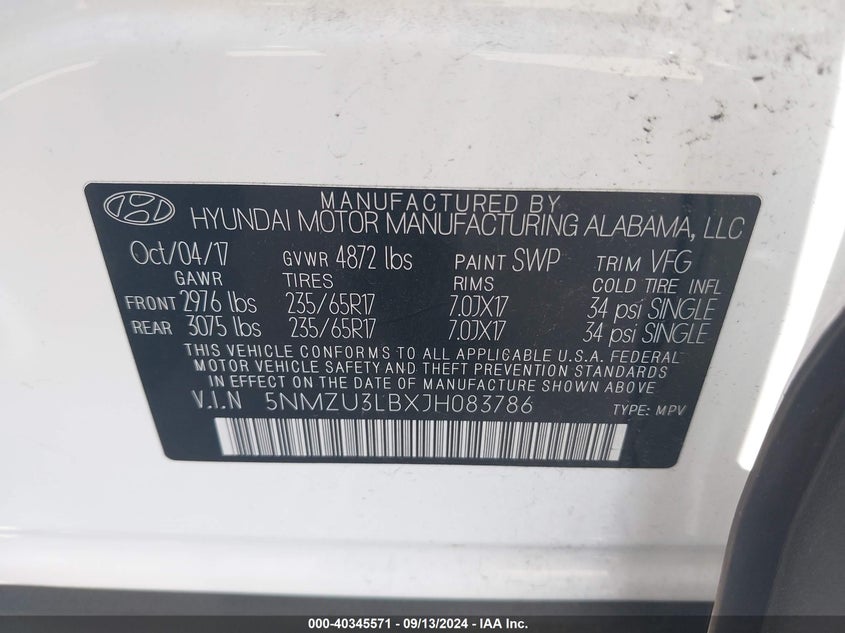 MANUFACTURED BY
HYUNDAI MOTOR MANUFACTURING ALABAMA, LLC
Oct/04/17 GVWR 4872 lbs PAINT SWP TRIM VFG
GAWR TIRES RIMS COLD TIRE INFL
FRONT 2976 lbs 235/65R17 7.0JX17 34 psi SINGLE
REAR 3075 lbs 235/65R17 7.0JX17 34 psi SINGLE
THIS VEHICLE CONFORMS TO ALL APPLICABLE U.S.A. FEDERAL
MOTOR VEHICLE SAFETY AND THEFT PREVENTION STANDARDS
IN EFFECT ON THE DATE OF MANUFACTURE SHOWN ABOVE
V.I.N 5NMZU3LBXJH083786 TYPE: MPV
000-40345571 - 09/13/2024 - IAA Inc.